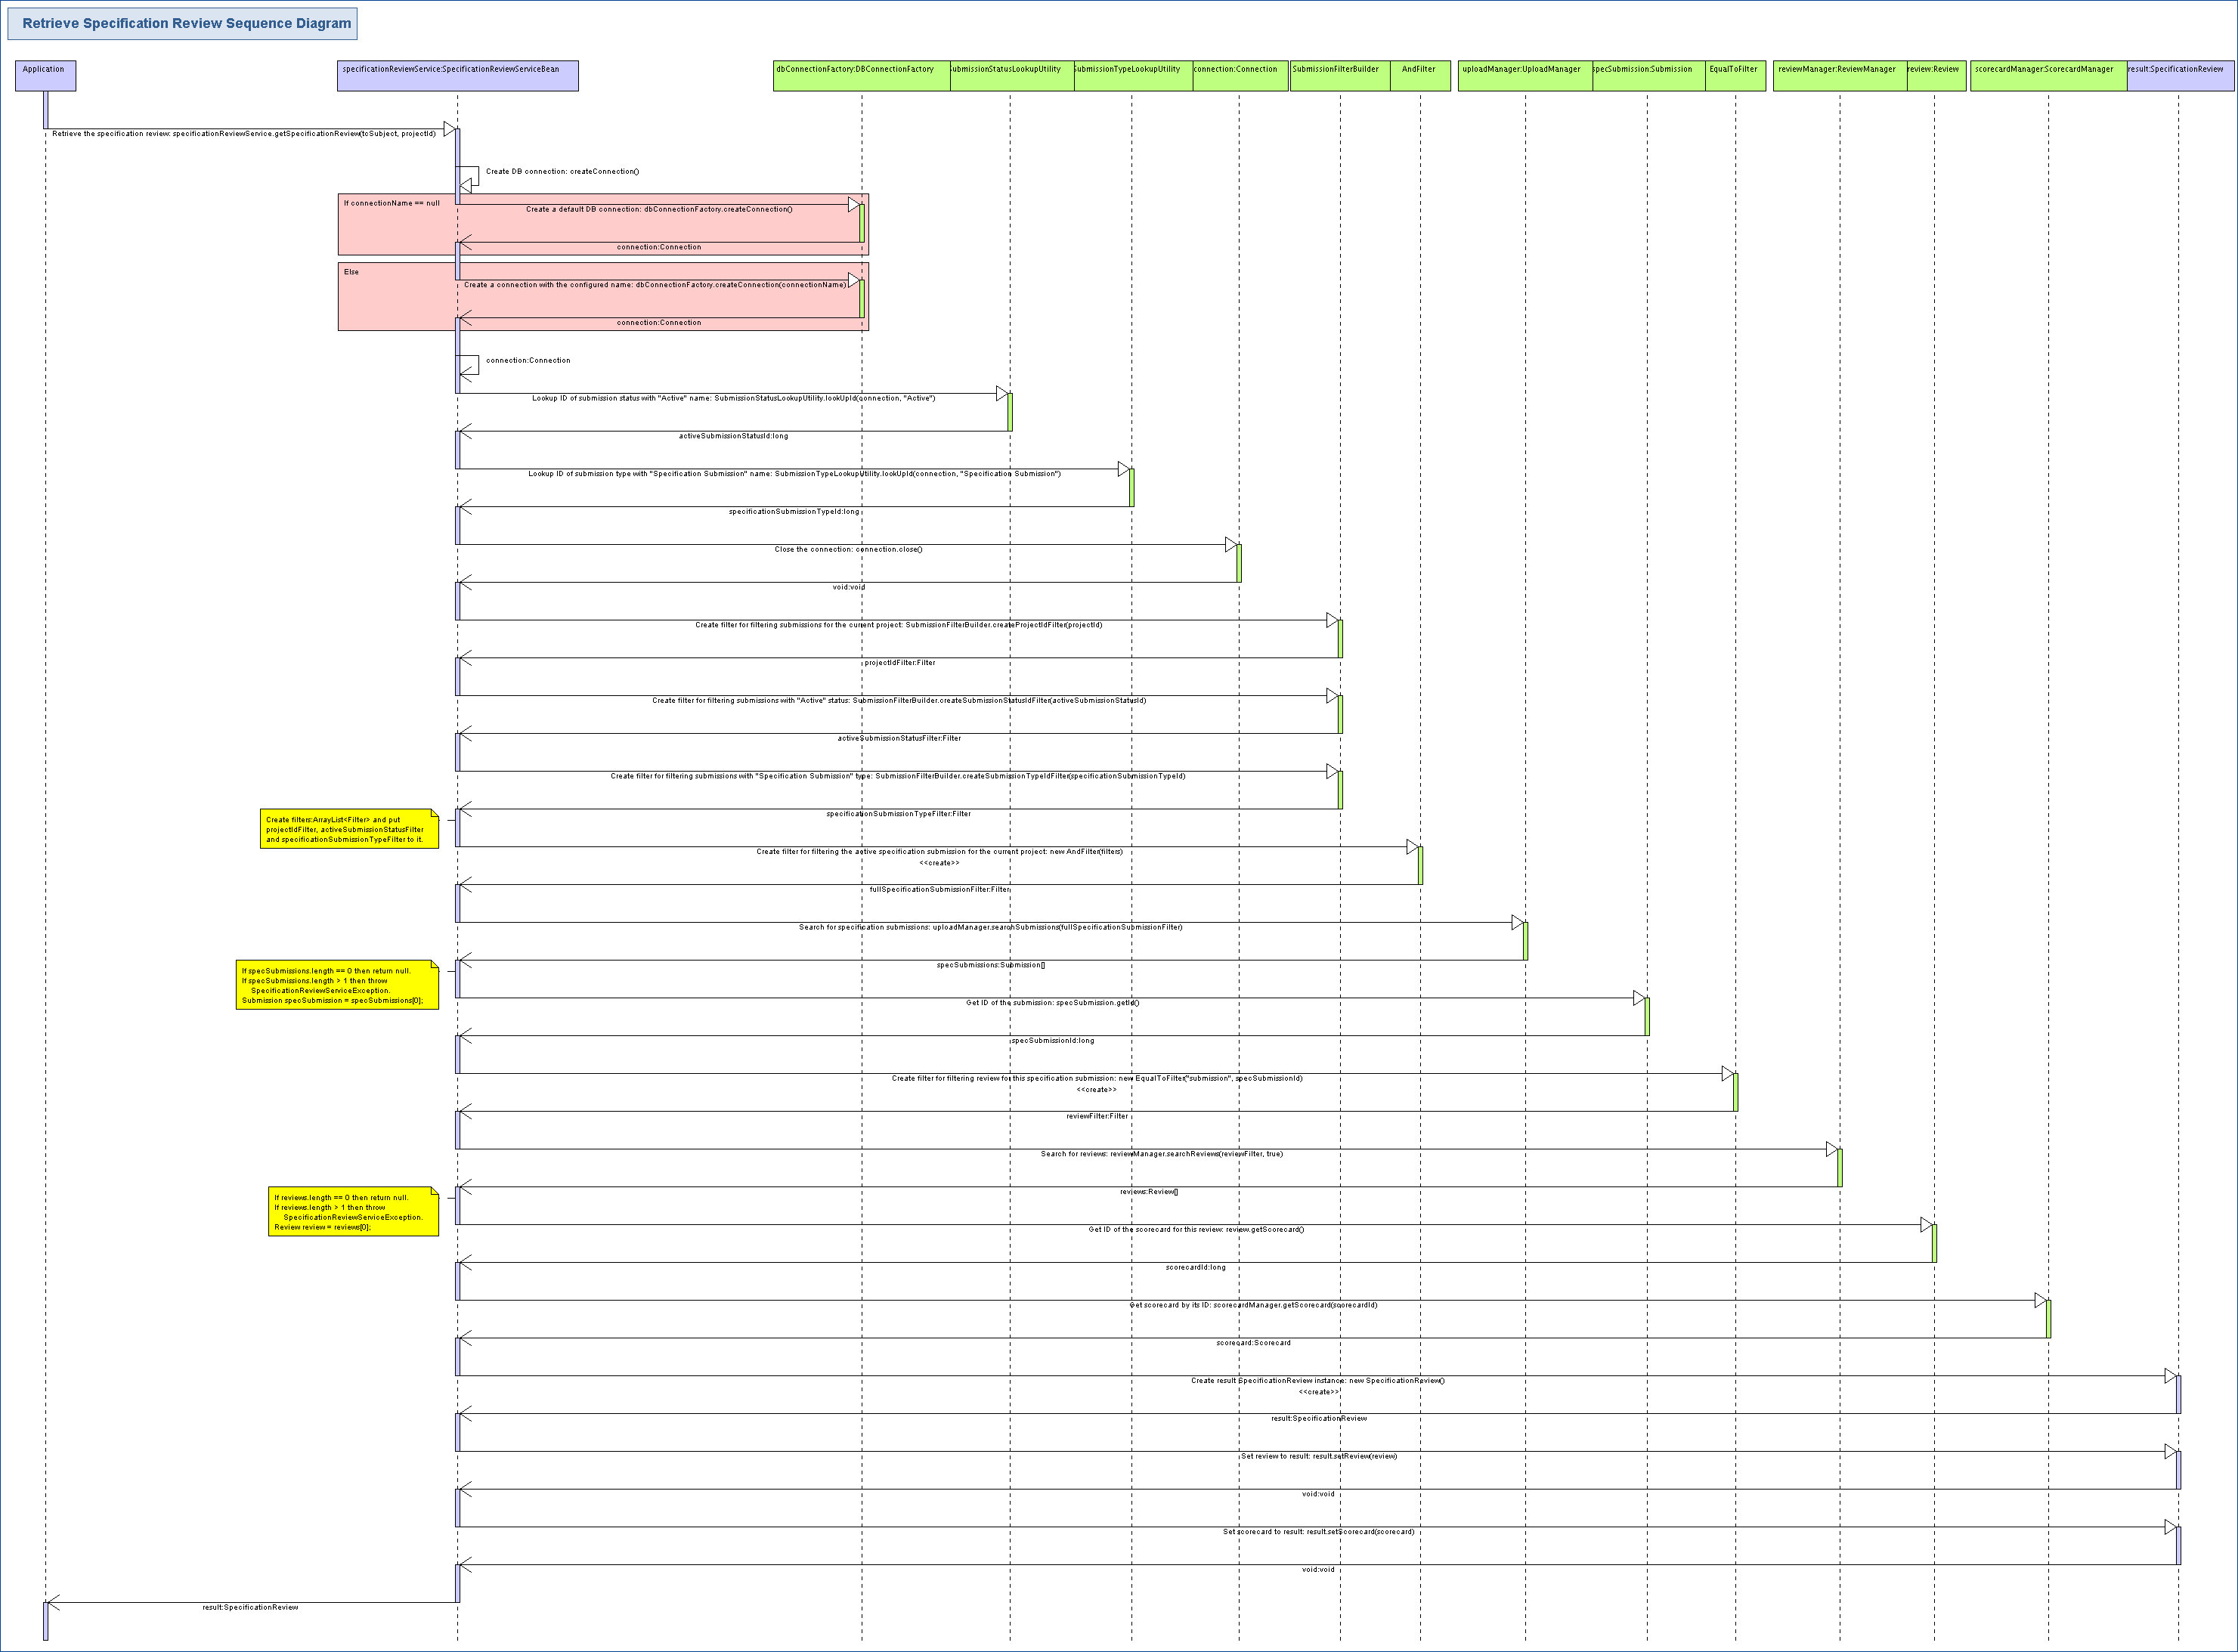 Retrieve Specification Review Sequence Diagram
Application
specificationReviewService:SpecificationReviewServiceBean
dbConnectionFactory:DBConnectionFactory
ubmissionStatusLookupUtility
ubmissionTypeLookupUtility
connection:Connection
SubmissionFilterBuilder
AndFilter
uploadManager:UploadManager
specSubmission:Submission
EqualToFilter
reviewManager:ReviewManager
review:Review
scorecardManager:ScorecardManager
result:SpecificationReview
Retrieve the specification review: specificationReviewService.getSpecificationReview(tcSubject, projectId)
Create DB connection: createConnection()
If connectionName == null
Create a default DB connection: dbConnectionFactory.createConnection()
connection:Connection
Else
Create a connection with the configured name: dbConnectionFactory.createConnection(connectionName)
connection:Connection
connection:Connection
Lookup ID of submission status with "Active" name: SubmissionStatusLookupUtility.lookUpId(connection, "Active")
activeSubmissionStatusId:long
Lookup ID of submission type with "Specification Submission" name: SubmissionTypeLookupUtility.lookUpId(connection, "Specification Submission")
specificationSubmissionTypeId:long
Close the connection: connection.close()
void:void
Create filter for filtering submissions for the current project: SubmissionFilterBuilder.createProjectIdFilter(projectId)
projectIdFilter:Filter
Create filter for filtering submissions with "Active" status: SubmissionFilterBuilder.createSubmissionStatusIdFilter(activeSubmissionStatusId)
activeSubmissionStatusFilter:Filter
Create filter for filtering submissions with "Specification Submission" type: SubmissionFilterBuilder.createSubmissionTypeIdFilter(specificationSubmissionTypeId)
specificationSubmissionTypeFilter:Filter
Create filters:ArrayList<Filter> and put
projectIdFilter, activeSubmissionStatusFilter
and specificationSubmissionTypeFilter to it.
Create filter for filtering the active specification submission for the current project: new AndFilter(filters)
<<create>>
fullSpecificationSubmissionFilter:Filter
Search for specification submissions: uploadManager.searchSubmissions(fullSpecificationSubmissionFilter)
specSubmissions:Submission[]
If specSubmissions.length == 0 then return null.
If specSubmissions.length > 1 then throw
SpecificationReviewServiceException.
Submission specSubmission = specSubmissions[0];
Get ID of the submission: specSubmission.getId()
specSubmissionId:long
Create filter for filtering review for this specification submission: new EqualToFilter("submission", specSubmissionId)
<<create>>
reviewFilter:Filter
Search for reviews: reviewManager.searchReviews(reviewFilter, true)
reviews:Review[]
If reviews.length == 0 then return null.
If reviews.length > 1 then throw
SpecificationReviewServiceException.
Review review = reviews[0];
Get ID of the scorecard for this review: review.getScorecard()
scorecardId:long
Get scorecard by its ID: scorecardManager.getScorecard(scorecardId)
scorecard:Scorecard
Create result SpecificationReview instance: new SpecificationReview()
<<create>>
result:SpecificationReview
Set review to result: result.setReview(review)
void:void
Set scorecard to result: result.setScorecard(scorecard)
void:void
result:SpecificationReview